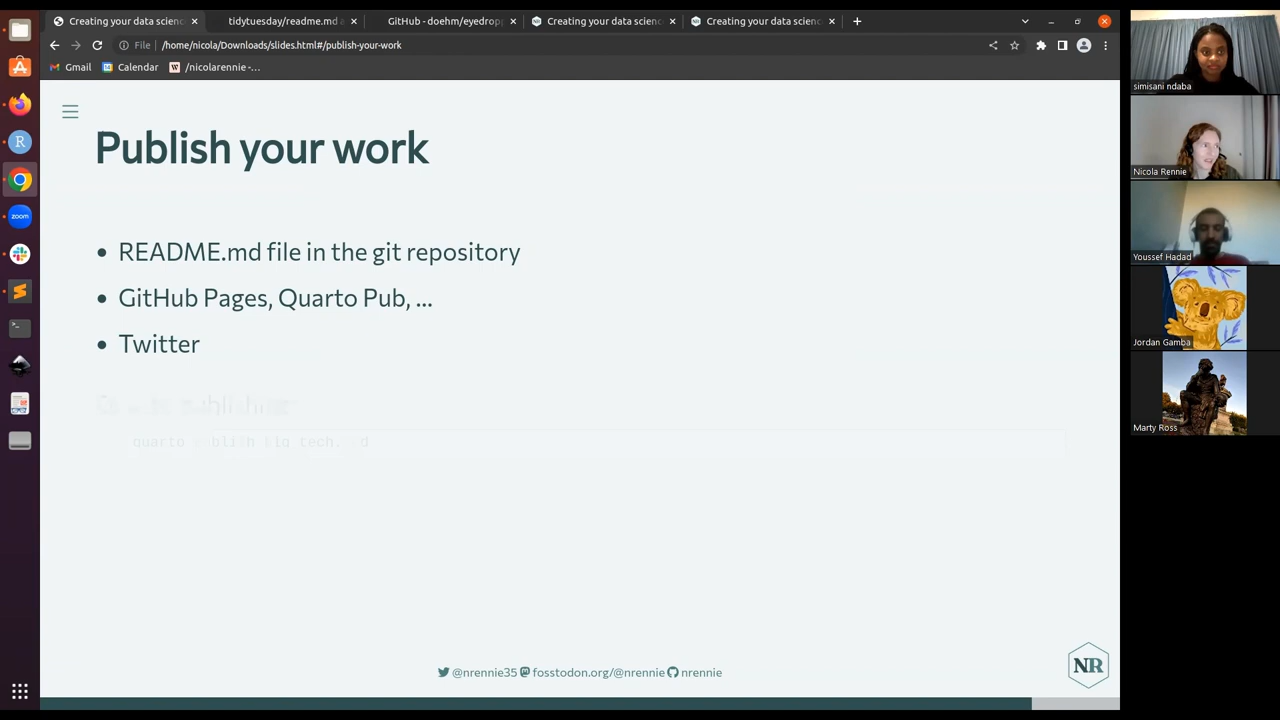 Creating your data scienc
tidytuesday/readme.md a
GitHub - doehm/eyedropp
Creating your data scienc
Creating your data scienc
File
/home/nicola/Downloads/slides.html#/publish-your-work
Gmail
Calendar
/nicolarennie -...
Publish your work
• README.md file in the git repository
• GitHub Pages, Quarto Pub, ...
• Twitter
quarto
tech.
@nrennie35
fosstodon.org/@nrennie
nrennie
NR
zoom
R
simisani ndaba
Nicola Rennie
Youssef Hadad
Jordan Gamba
Marty Ross